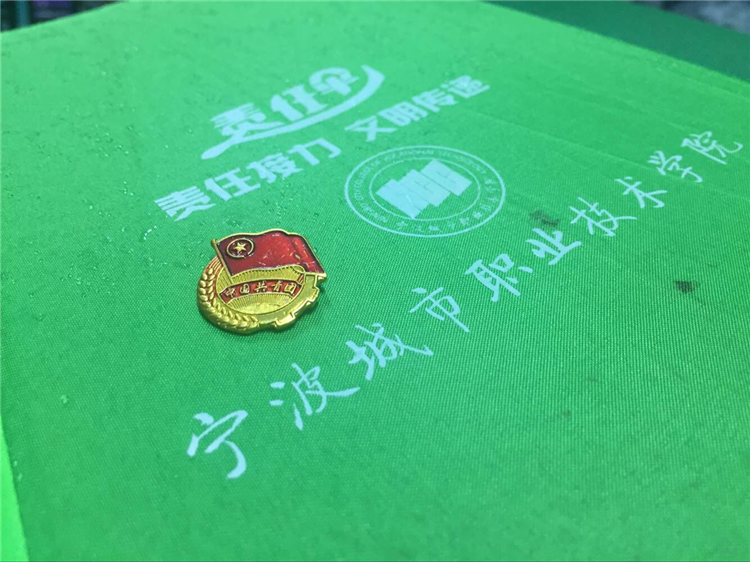 责任伞
责任接力 文明传递
中国共青团
宁波城市职业技术学院